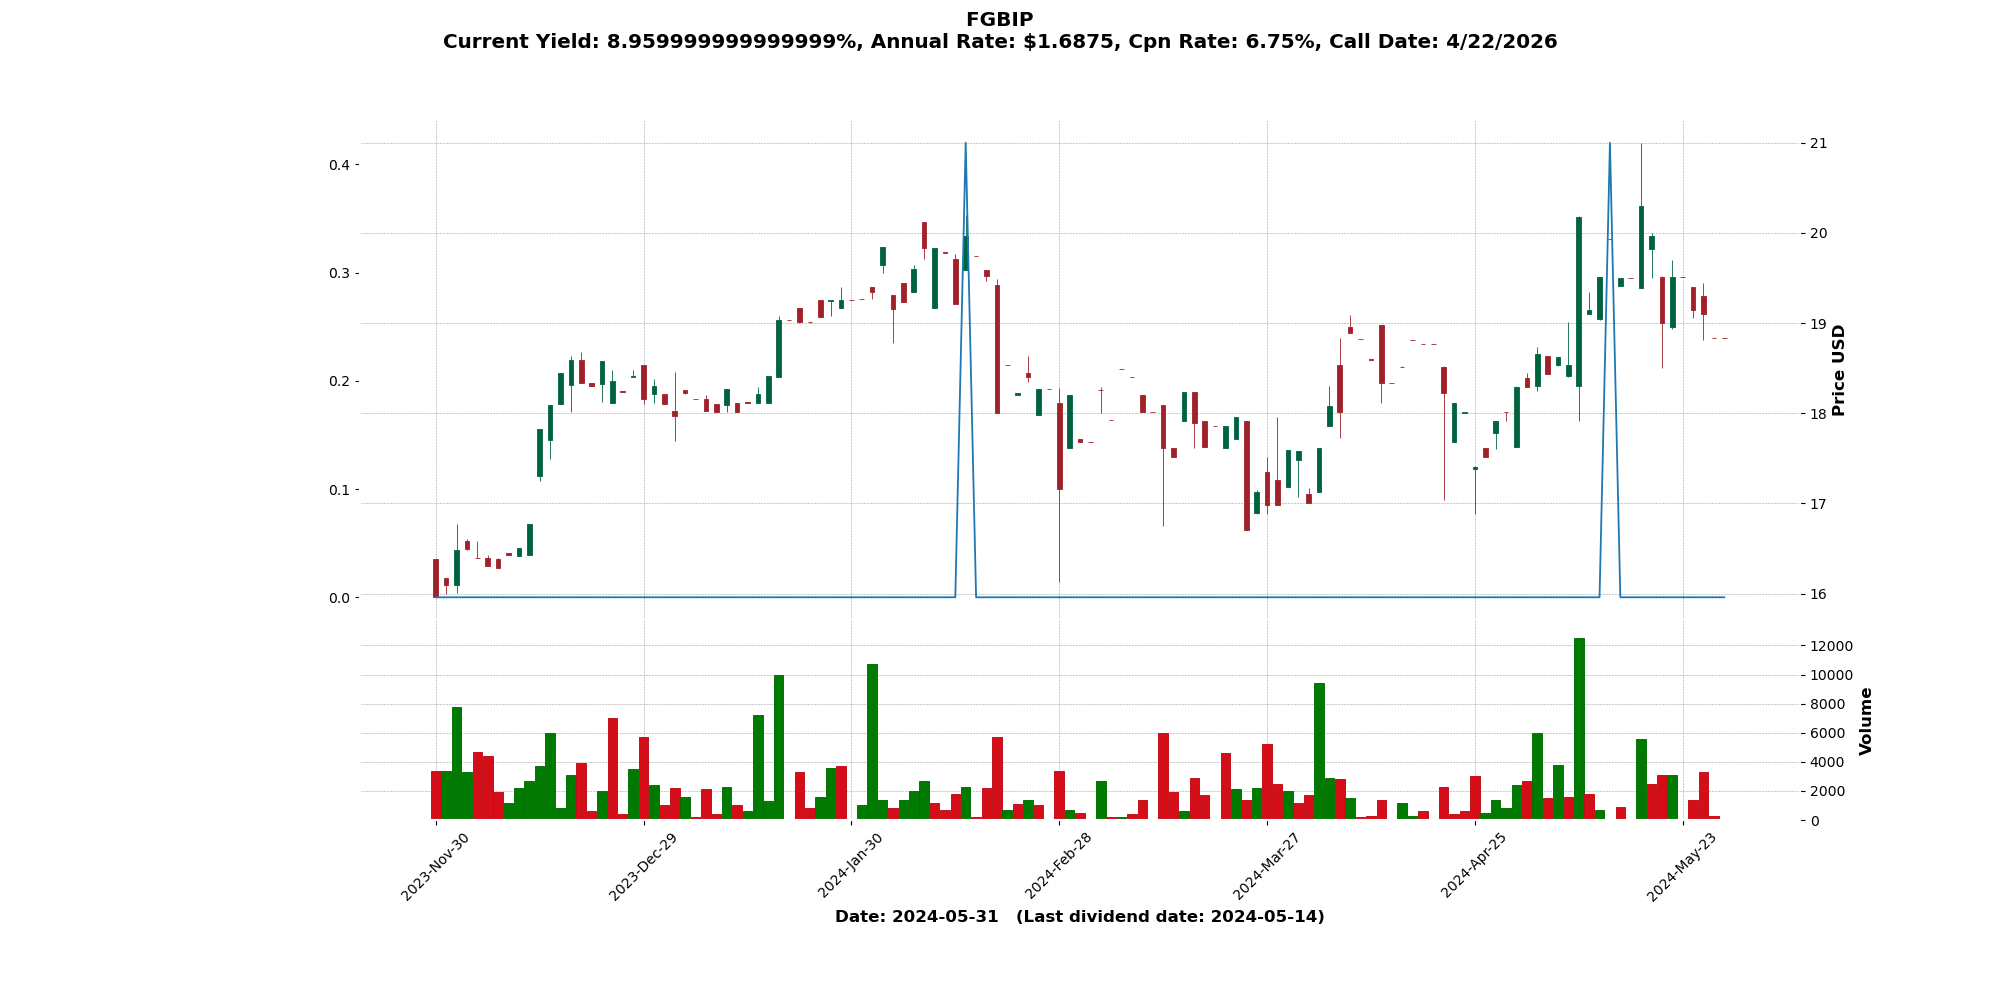 FGBIP
Current Yield: 8.959999999999999%, Annual Rate: $1.6875, Cpn Rate: 6.75%, Call Date: 4/22/2026
0.4
0.3
0.2
0.1
0.0
21
20
19
18
17
16
Price USD
12000
10000
8000
6000
4000
2000
0
Volume
2023-Nov-30
2023-Dec-29
2024-Jan-30
2024-Feb-28
2024-Mar-27
2024-Apr-25
2024-May-23
Date: 2024-05-31   (Last dividend date: 2024-05-14)